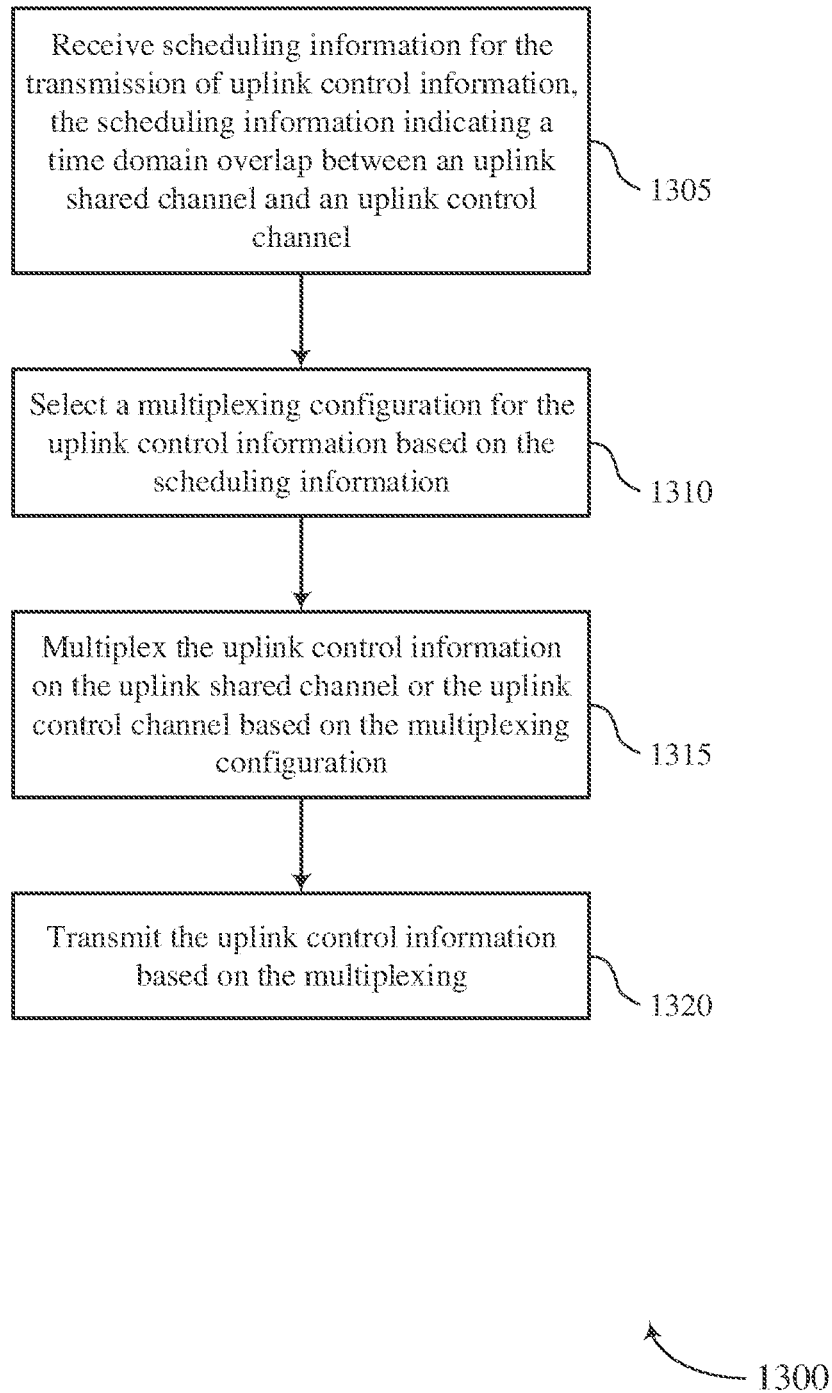 Receive scheduling information for the
transmission of uplink control information,
the scheduling information indicating a
time domain overlap between an uplink
shared channel and an uplink control
channel
1305
Select a multiplexing configuration for the
uplink control information based on the
scheduling information
1310
Multiplex the uplink control information
on the uplink shared channel or the uplink
control channel based on the multiplexing
configuration
1315
Transmit the uplink control information
based on the multiplexing
1320
1300